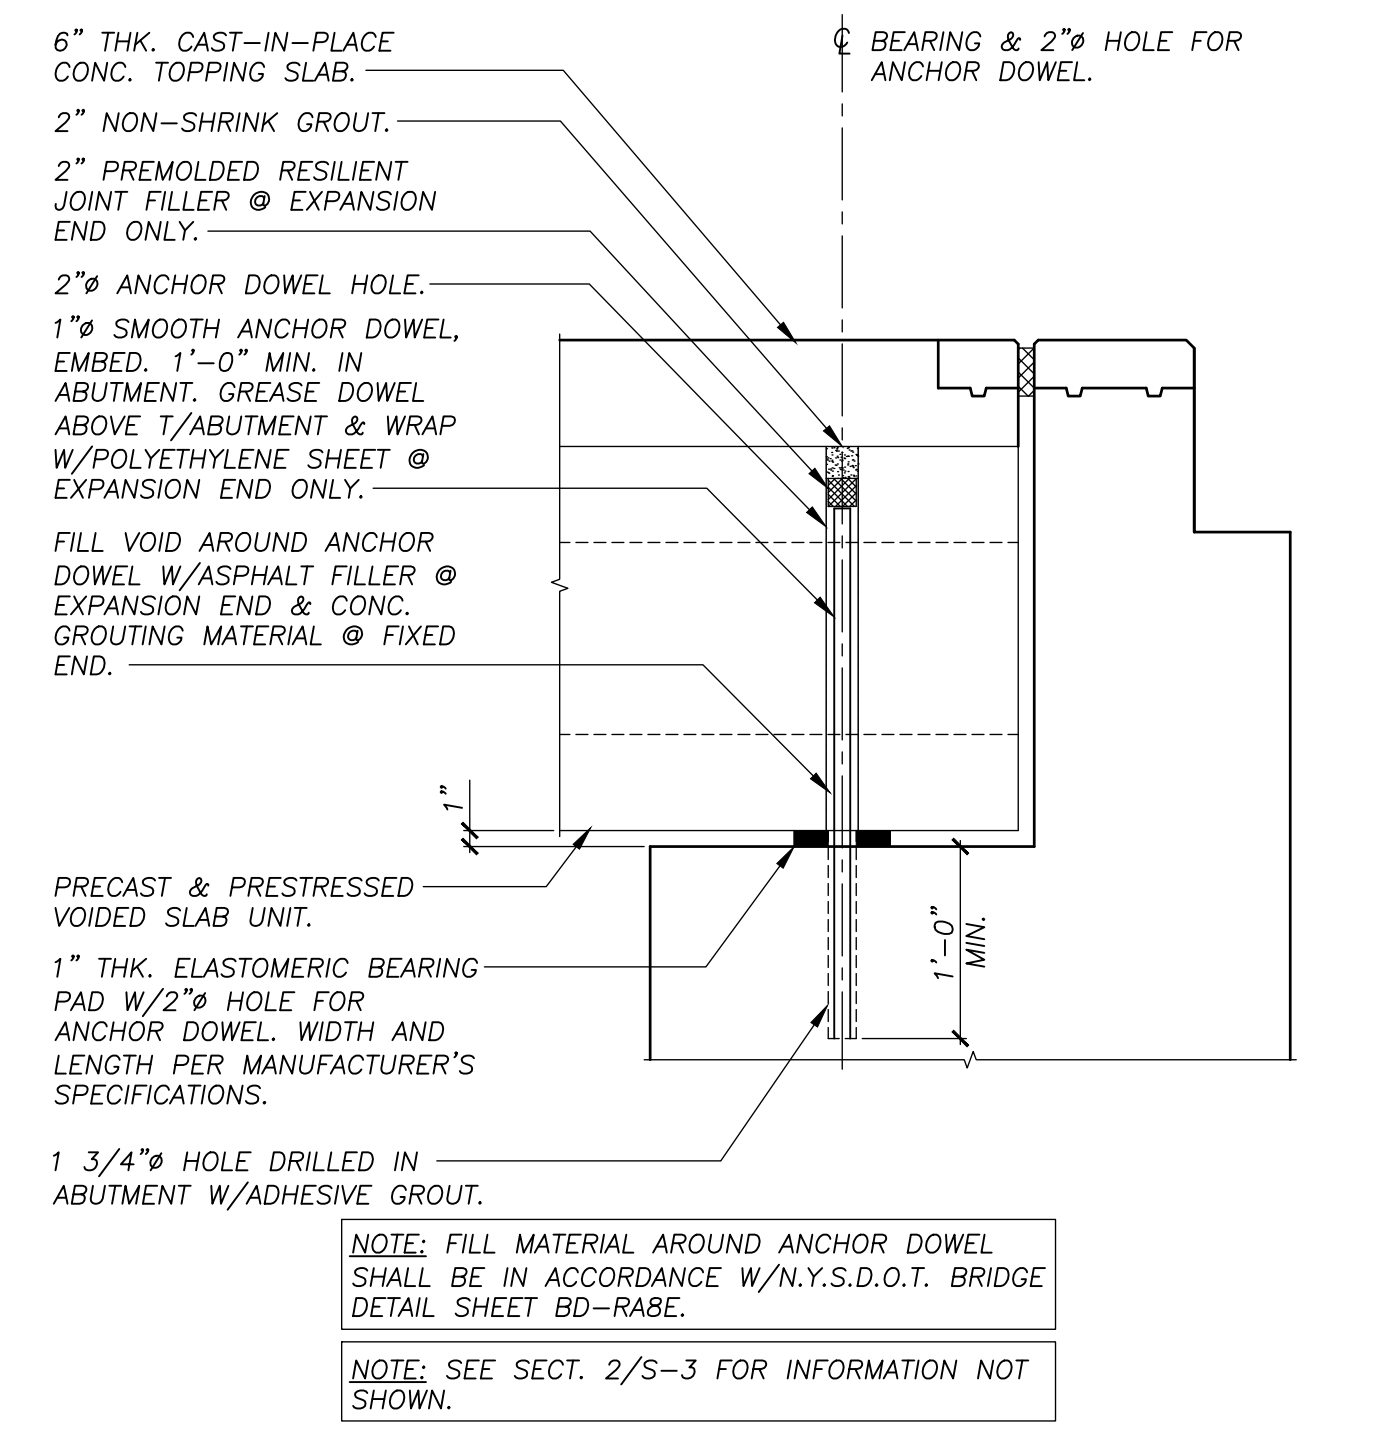 6" THK. CAST-IN-PLACE
CONC. TOPPING SLAB.
℄ BEARING & 2"ø HOLE FOR
ANCHOR DOWEL.
2" NON-SHRINK GROUT.
2" PREMOLDED RESILIENT
JOINT FILLER @ EXPANSION
END ONLY.
2"ø ANCHOR DOWEL HOLE.
1"ø SMOOTH ANCHOR DOWEL,
EMBED. 1'-0" MIN. IN
ABUTMENT. GREASE DOWEL
ABOVE T/ABUTMENT & WRAP
W/POLYETHYLENE SHEET @
EXPANSION END ONLY.
FILL VOID AROUND ANCHOR
DOWEL W/ASPHALT FILLER @
EXPANSION END & CONC.
GROUTING MATERIAL @ FIXED
END.
1"
PRECAST & PRESTRESSED
VOIDED SLAB UNIT.
1'-0"
MIN.
1" THK. ELASTOMERIC BEARING
PAD W/2"ø HOLE FOR
ANCHOR DOWEL. WIDTH AND
LENGTH PER MANUFACTURER'S
SPECIFICATIONS.
1 3/4"ø HOLE DRILLED IN
ABUTMENT W/ADHESIVE GROUT.
NOTE: FILL MATERIAL AROUND ANCHOR DOWEL
SHALL BE IN ACCORDANCE W/N.Y.S.D.O.T. BRIDGE
DETAIL SHEET BD-RA8E.
NOTE: SEE SECT. 2/S-3 FOR INFORMATION NOT
SHOWN.